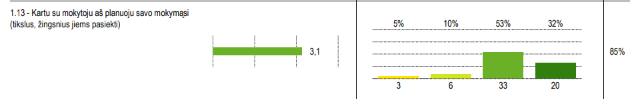 1.13 - Kartu su mokytoju aš planuoju savo mokymąsi
(tikslus, žingsnius jiems pasiekti)
5% 10% 53% 32%
3,1
85%
3 6 33 20